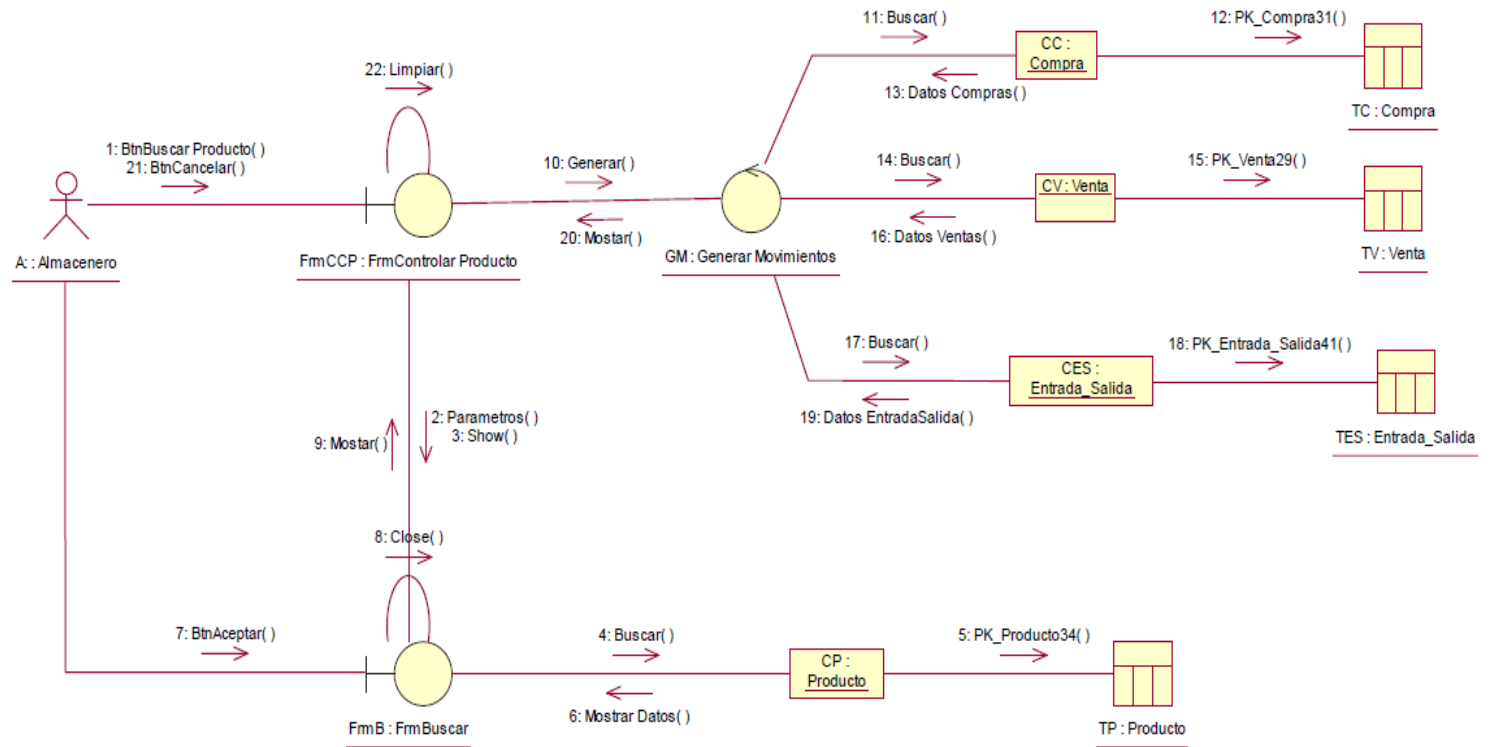 11: Buscar( )
12: PK_Compra31( )
CC :
Compra
13: Datos Compras( )
TC : Compra
22: Limpiar( )
1: BtnBuscar Producto( )
21: BtnCancelar( )
10: Generar( )
14: Buscar( )
15: PK_Venta29( )
CV : Venta
20: Mostar( )
16: Datos Ventas( )
A: : Almacenero
FrmCCP : FrmControlar Producto
GM : Generar Movimientos
TV : Venta
17: Buscar( )
18: PK_Entrada_Salida41( )
CES :
Entrada_Salida
19: Datos EntradaSalida( )
TES : Entrada_Salida
2: Parametros( )
3: Show( )
9: Mostar( )
8: Close( )
7: BtnAceptar( )
4: Buscar( )
5: PK_Producto34( )
CP :
Producto
6: Mostrar Datos( )
FrmB : FrmBuscar
TP : Producto